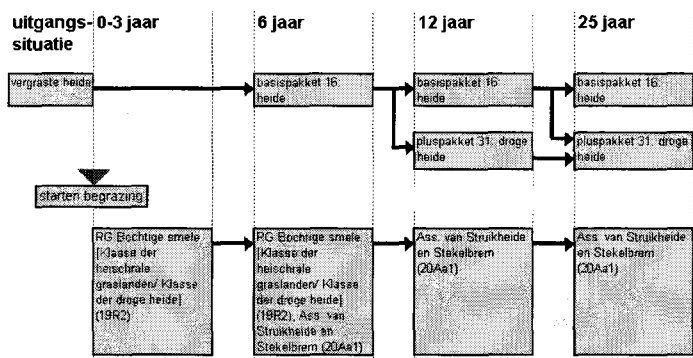 uitgangs- 0-3 jaar 6 jaar 12 jaar 25 jaar
situatie
vergraste heide basispakket 16. basispakket 16 basispakket 16.
heide heide heide
pluspakket 31. droge pluspakket 31. droge
heide heide
starten begrazing
RG Bochtige smele RG Bochtige smele Ass. van Struikheide Ass. van Struikheide
[Klasse der [Klasse der en Stekelbrem en Stekelbrem
heischrale heischrale (20Aa1) (20Aa1)
graslanden/ Klasse graslanden/ Klasse
der droge heide] der droge heide]
(19R2) (19R2), Ass. van
Struikheide en
Stekelbrem (20Aa1)